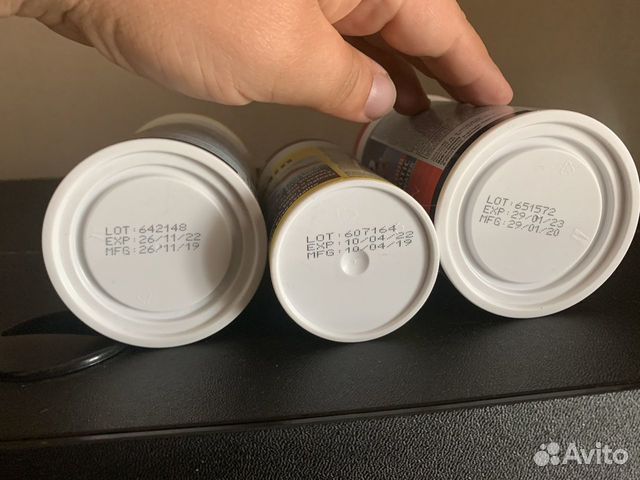 LOT:642148
EXP:26/11/22
MFG:26/11/19
LOT:607164
EXP:10/04/22
MFG:10/04/19
LOT:651572
EXP:29/01/23
MFG:29/01/20
Avito